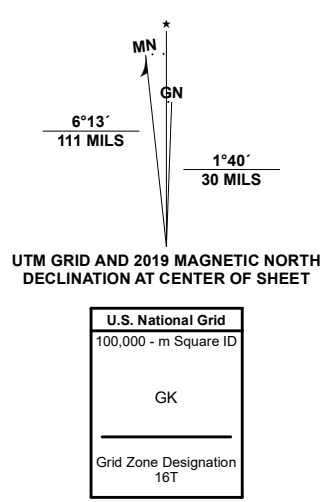 MN
GN
6°13´
111 MILS
1°40´
30 MILS
UTM GRID AND 2019 MAGNETIC NORTH
DECLINATION AT CENTER OF SHEET
U.S. National Grid
100,000 - m Square ID
GK
Grid Zone Designation
16T